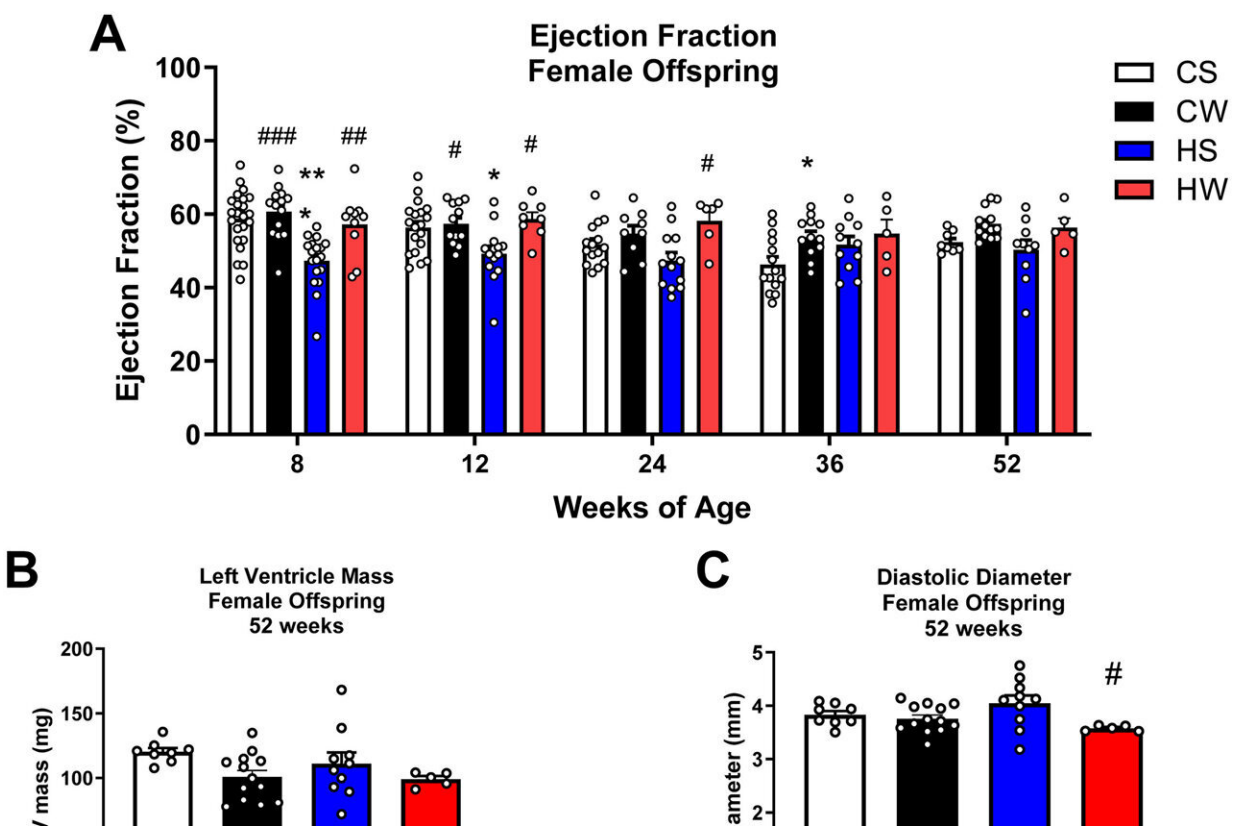 A
Ejection Fraction
Female Offspring
CS
CW
HS
HW
Ejection Fraction (%)
100
80
60
40
20
0
###
**
*
##
#
*
#
#
*
8
12
24
36
52
Weeks of Age
B
Left Ventricle Mass
Female Offspring
52 weeks
200
150
100
mass (mg)
C
Diastolic Diameter
Female Offspring
52 weeks
5
4
3
2
ameter (mm)
#